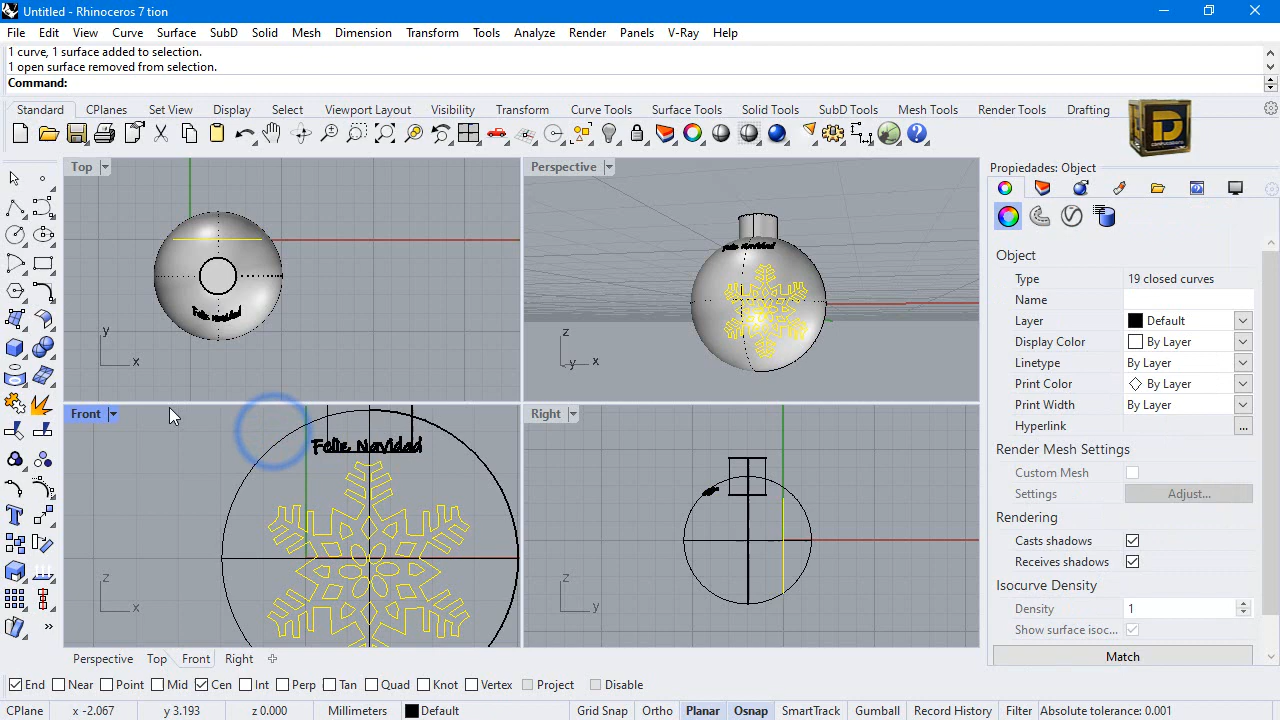 Untitled - Rhinoceros 7 tion
File Edit View Curve Surface SubD Solid Mesh Dimension Transform Tools Analyze Render Panels V-Ray Help
1 curve, 1 surface added to selection.
1 open surface removed from selection.
Command:
Standard CPlanes Set View Display Select Viewport Layout Visibility Transform Curve Tools Surface Tools Solid Tools SubD Tools Mesh Tools Render Tools Drafting
D
Top
Perspective
Propiedades: Object
Feliz Navidad
Feliz Navidad
y
x
z
y x
Object
Type 19 closed curves
Name
Layer Default
Display Color By Layer
Linetype By Layer
Print Color By Layer
Print Width By Layer
Hyperlink ...
Render Mesh Settings
Custom Mesh
Settings Adjust...
Rendering
Casts shadows
Receives shadows
Isocurve Density
Density 1
Show surface isoc...
Match
Front
Right
Feliz Navidad
z
x
z
y
Perspective Top Front Right
End Near Point Mid Cen Int Perp Tan Quad Knot Vertex Project Disable
CPlane x -2.067 y 3.193 z 0.000 Millimeters Default Grid Snap Ortho Planar Osnap SmartTrack Gumball Record History Filter Absolute tolerance: 0.001